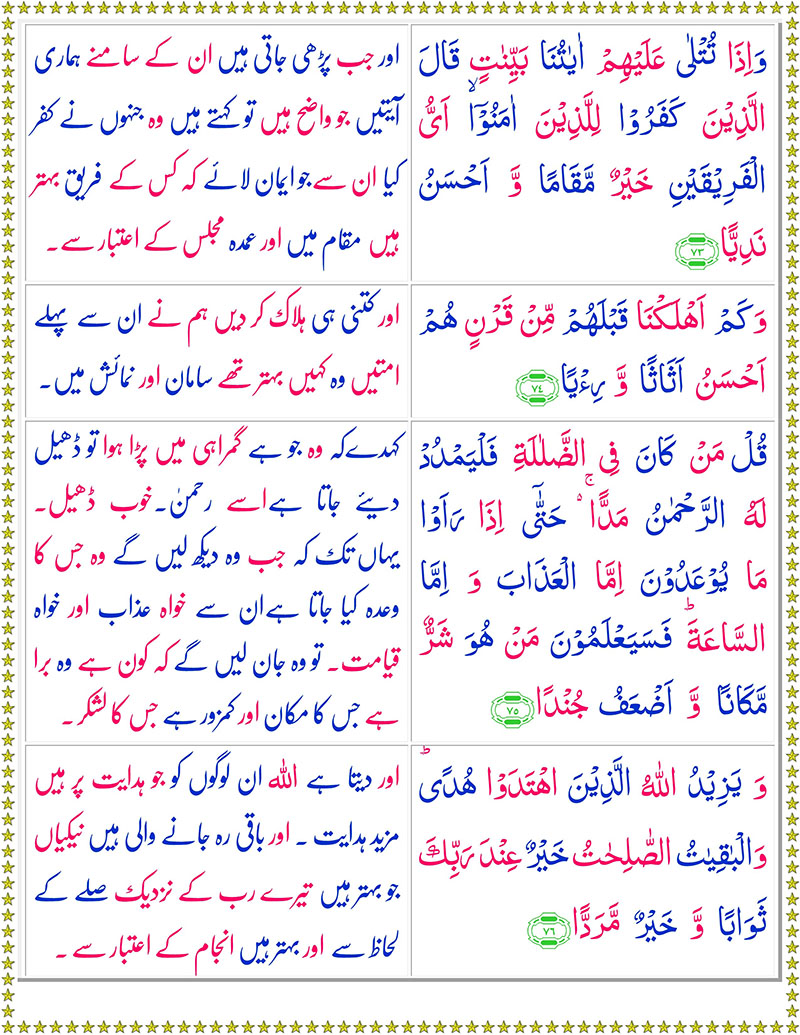 وَاِذَا تُتْلٰى عَلَيْهِمْ اٰيٰتُنَا بَيِّنٰتٍ قَالَ
الَّذِيْنَ كَفَرُوْا لِلَّذِيْنَ اٰمَنُوْۤا ۙ اَىُّ
الْفَرِيْقَيْنِ خَيْرٌ مَّقَامًا وَّ اَحْسَنُ
نَدِيًّا ﴿٧٣﴾
اور جب پڑھی جاتی ہیں ان کے سامنے ہماری
آیتیں جو واضح ہیں تو کہتے ہیں وہ جنہوں نے کفر
کیا ان سے جو ایمان لائے کہ کس کے فریق بہتر
ہیں مقام میں اور عمدہ مجلس کے اعتبار سے۔
وَكَمْ اَهْلَكْنَا قَبْلَهُمْ مِّنْ قَرْنٍ هُمْ
اَحْسَنُ اَثَاثًا وَّ رِءْيًا ﴿٧٤﴾
اور کتنی ہی ہلاک کر دیں ہم نے ان سے پہلے
امتیں وہ کہیں بہتر تھے سامان اور نمائش میں۔
قُلْ مَنْ كَانَ فِى الضَّلٰلَةِ فَلْيَمْدُدْ
لَهُ الرَّحْمٰنُ مَدًّا ۚ حَتّٰٓى اِذَا رَاَوْا
مَا يُوْعَدُوْنَ اِمَّا الْعَذَابَ وَ اِمَّا
السَّاعَةَ ؕ فَسَيَعْلَمُوْنَ مَنْ هُوَ شَرٌّ
مَّكَانًا وَّ اَضْعَفُ جُنْدًا ﴿٧٥﴾
کہدے کہ وہ جو ہے گمراہی میں پڑا ہوا تو ڈھیل
دیئے جاتا ہے اسے رحمنٰ۔ خوب ڈھیل۔
یہاں تک کہ جب وہ دیکھ لیں گے وہ جس کا
وعدہ کیا جاتا ہے ان سے خواہ عذاب اور خواہ
قیامت۔ تو وہ جان لیں گے کہ کون ہے وہ برا
ہے جس کا مکان اور کمزور ہے جس کا لشکر۔
وَ يَزِيْدُ اللّٰهُ الَّذِيْنَ اهْتَدَوْا هُدًى ؕ
وَالْبٰقِيٰتُ الصّٰلِحٰتُ خَيْرٌ عِنْدَ رَبِّكَ
ثَوَابًا وَّ خَيْرٌ مَّرَدًّا ﴿٧٦﴾
اور دیتا ہے اللہ ان لوگوں کو جو ہدایت پر ہیں
مزید ہدایت۔ اور باقی رہ جانے والی ہیں نیکیاں
جو بہتر ہیں تیرے رب کے نزدیک صلے کے
لحاظ سے اور بہتر ہیں انجام کے اعتبار سے۔